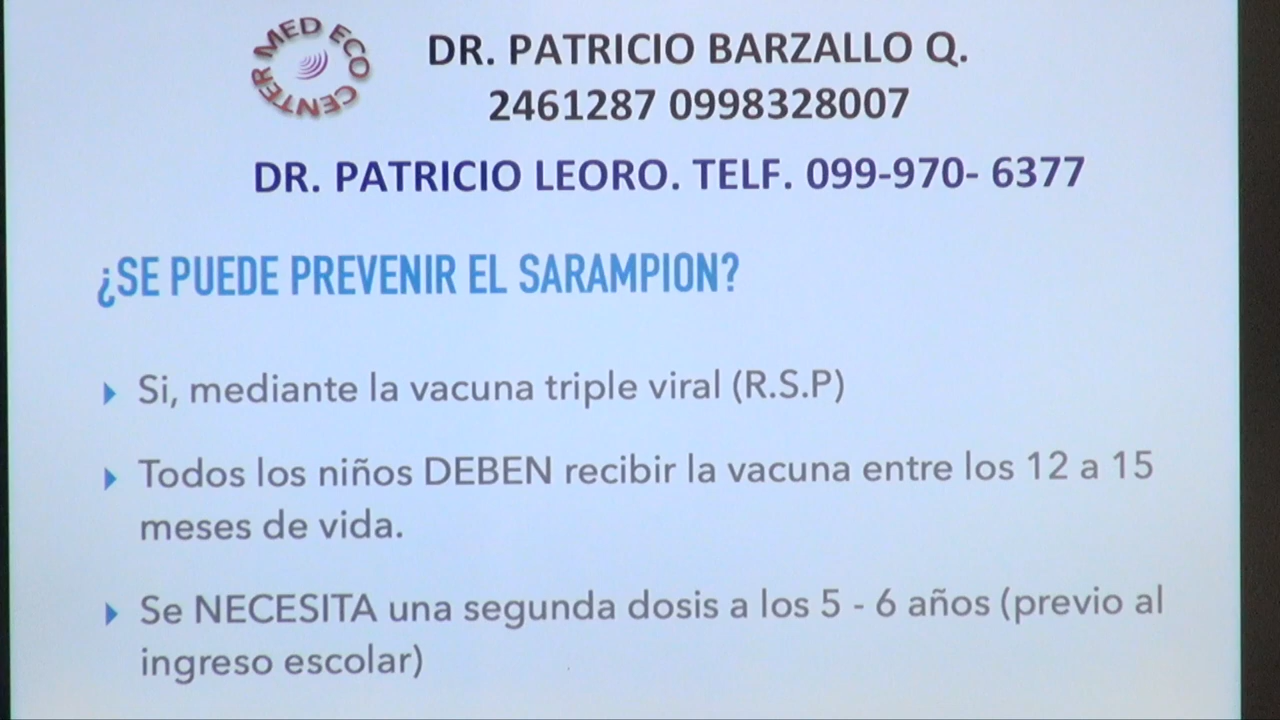 MED ECO CENTER
DR. PATRICIO BARZALLO Q.
2461287 0998328007
DR. PATRICIO LEORO. TELF. 099-970- 6377
¿SE PUEDE PREVENIR EL SARAMPION?
Si, mediante la vacuna triple viral (R.S.P)
Todos los niños DEBEN recibir la vacuna entre los 12 a 15
meses de vida.
Se NECESITA una segunda dosis a los 5 - 6 años (previo al
ingreso escolar)